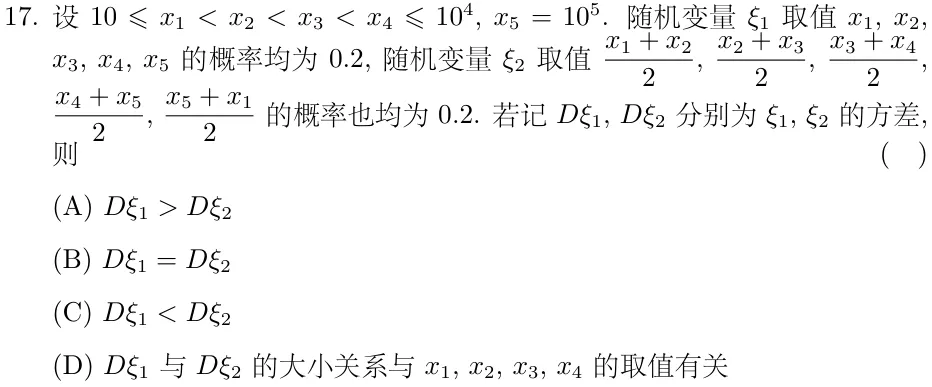 17. 设 10 ⩽ x₁ < x₂ < x₃ < x₄ ⩽ 10⁴, x₅ = 10⁵. 随机变量 ξ₁ 取值 x₁, x₂,
x₃, x₄, x₅ 的概率均为 0.2, 随机变量 ξ₂ 取值 (x₁ + x₂)/2, (x₂ + x₃)/2, (x₃ + x₄)/2,
(x₄ + x₅)/2, (x₅ + x₁)/2 的概率也均为 0.2. 若记 Dξ₁, Dξ₂ 分别为 ξ₁, ξ₂ 的方差,
则 ( )
(A) Dξ₁ > Dξ₂
(B) Dξ₁ = Dξ₂
(C) Dξ₁ < Dξ₂
(D) Dξ₁ 与 Dξ₂ 的大小关系与 x₁, x₂, x₃, x₄ 的取值有关